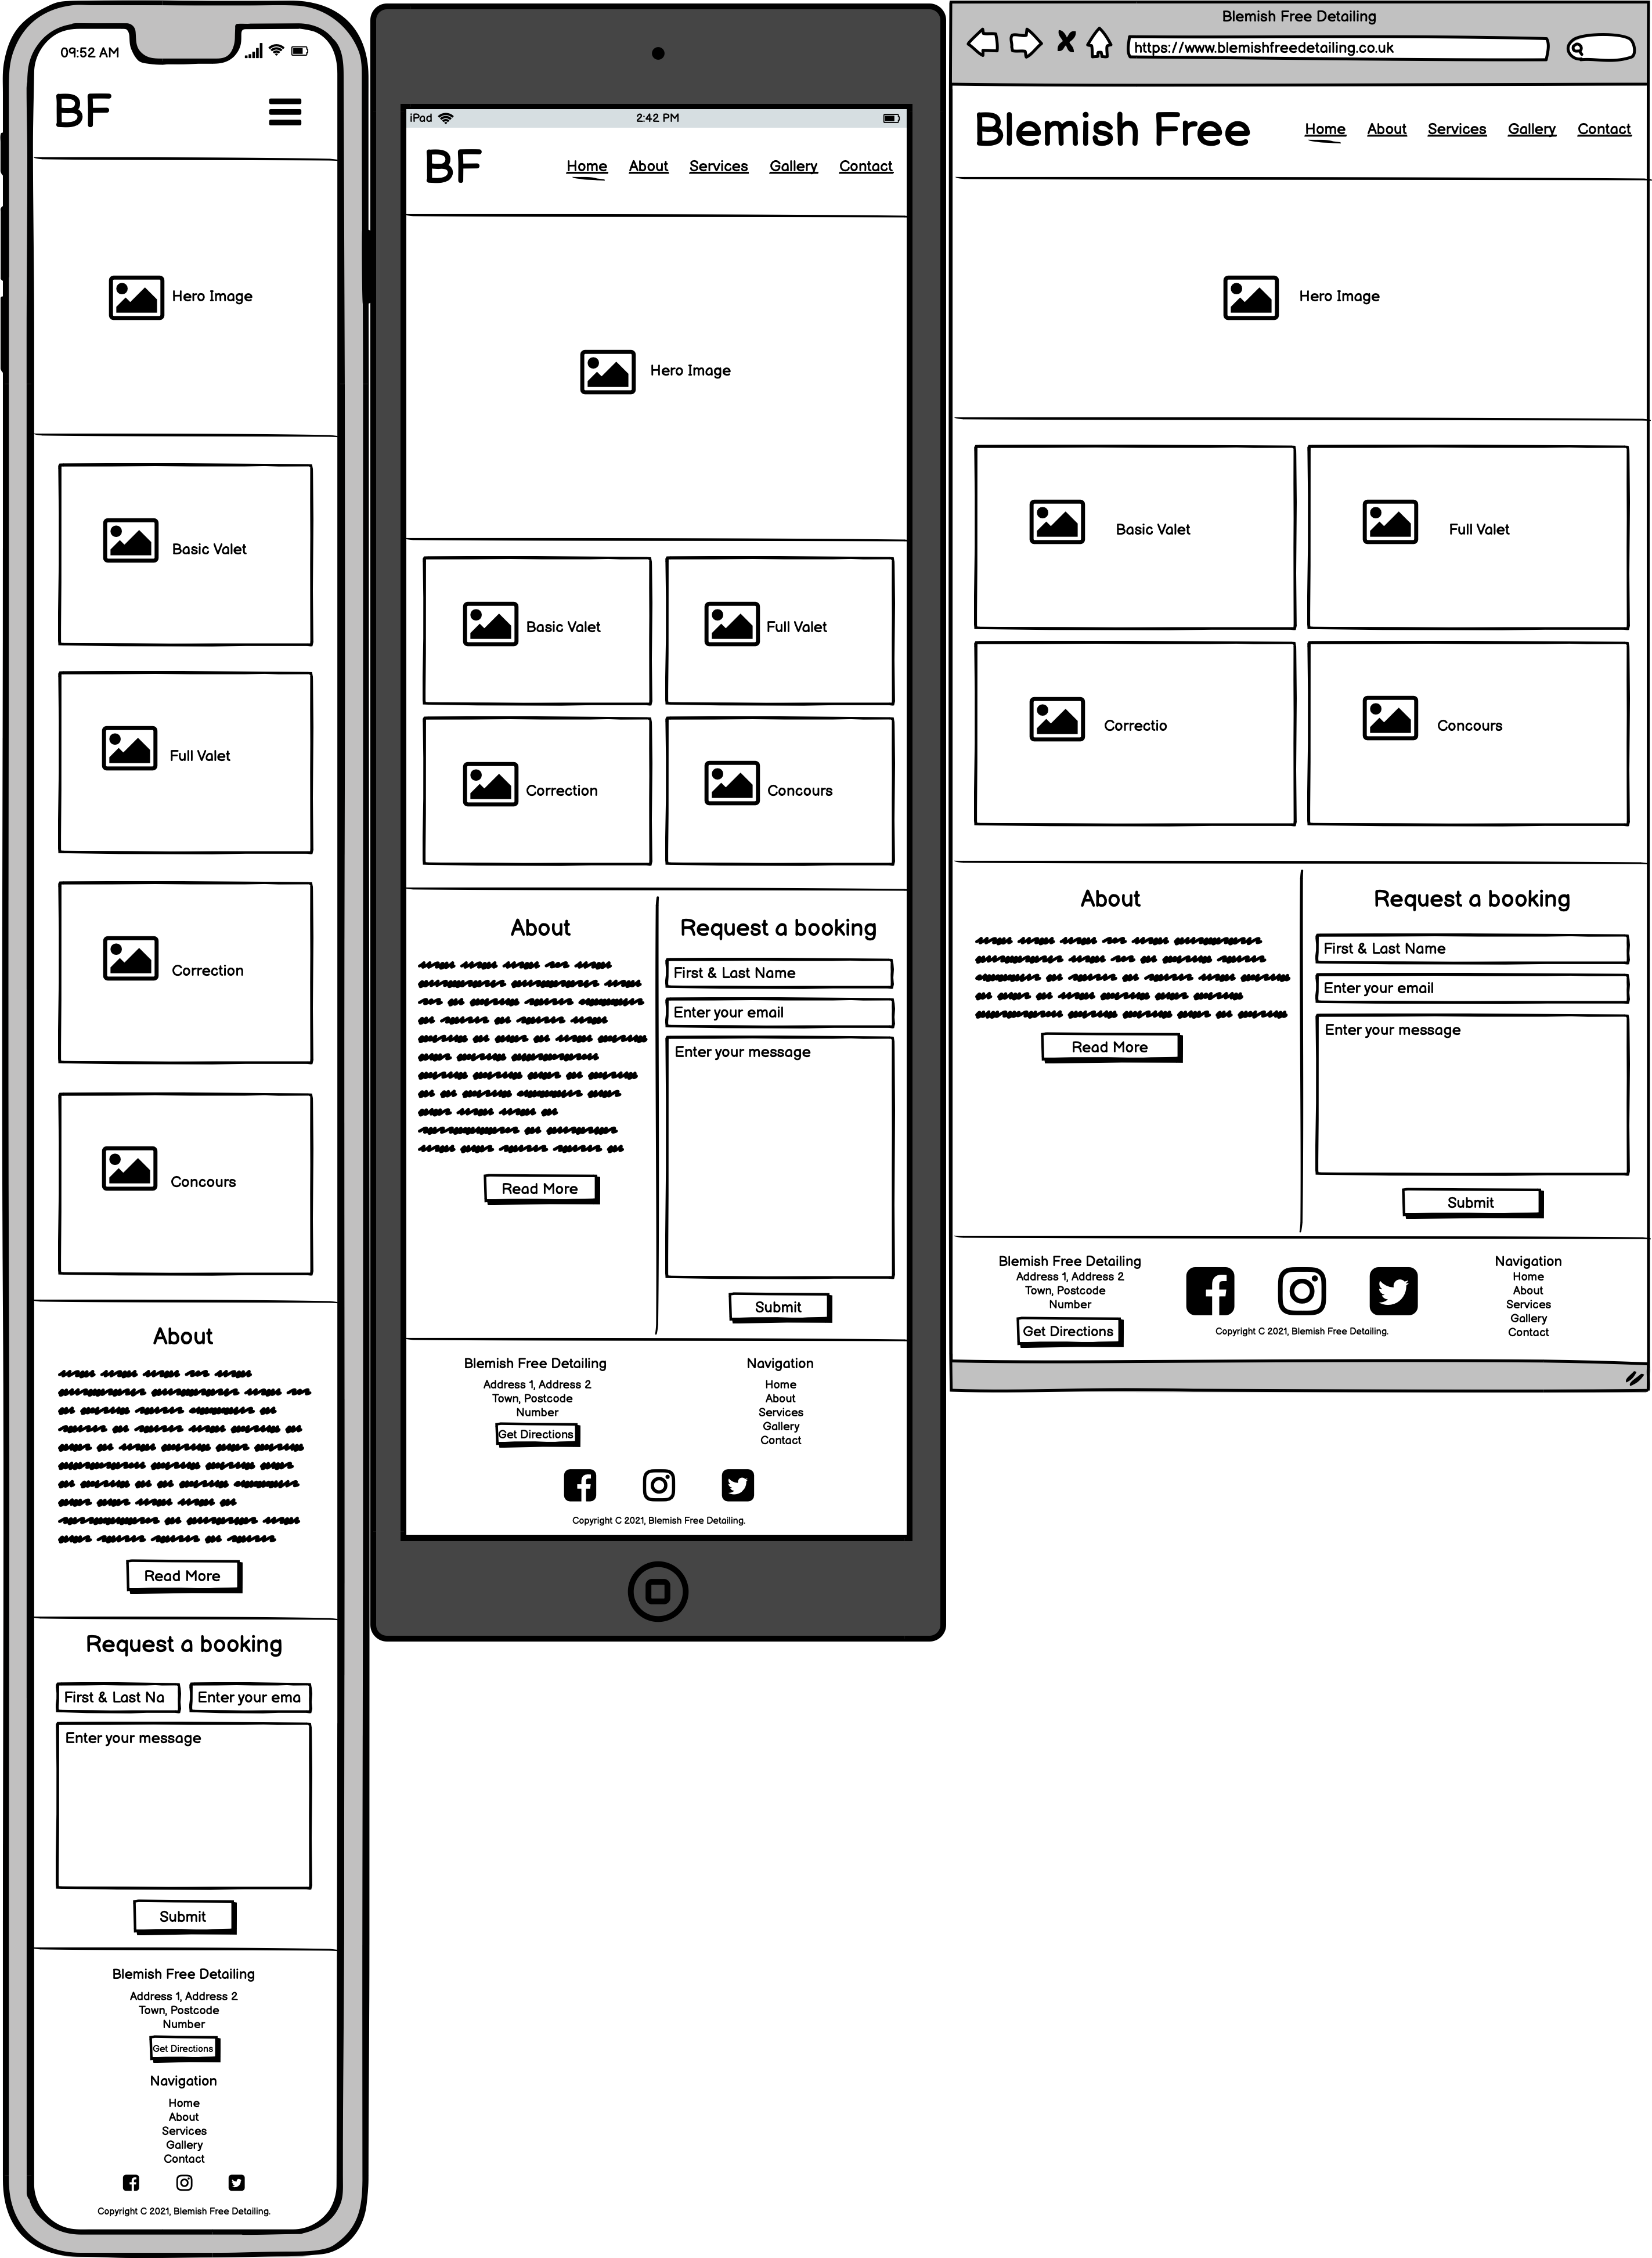 09:52 AM
BF
Hero Image
Basic Valet
Full Valet
Correction
Concours
About
Read More
Request a booking
First & Last Na
Enter your ema
Enter your message
Submit
Blemish Free Detailing
Address 1, Address 2
Town, Postcode
Number
Get Directions
Navigation
Home
About
Services
Gallery
Contact
Copyright C 2021, Blemish Free Detailing.
iPad
2:42 PM
BF
Home About Services Gallery Contact
Hero Image
Basic Valet
Full Valet
Correction
Concours
About
Read More
Request a booking
First & Last Name
Enter your email
Enter your message
Submit
Blemish Free Detailing
Address 1, Address 2
Town, Postcode
Number
Get Directions
Navigation
Home
About
Services
Gallery
Contact
Copyright C 2021, Blemish Free Detailing.
Blemish Free Detailing
https://www.blemishfreedetailing.co.uk
Blemish Free
Home About Services Gallery Contact
Hero Image
Basic Valet
Full Valet
Correctio
Concours
About
Read More
Request a booking
First & Last Name
Enter your email
Enter your message
Submit
Blemish Free Detailing
Address 1, Address 2
Town, Postcode
Number
Get Directions
Copyright C 2021, Blemish Free Detailing.
Navigation
Home
About
Services
Gallery
Contact